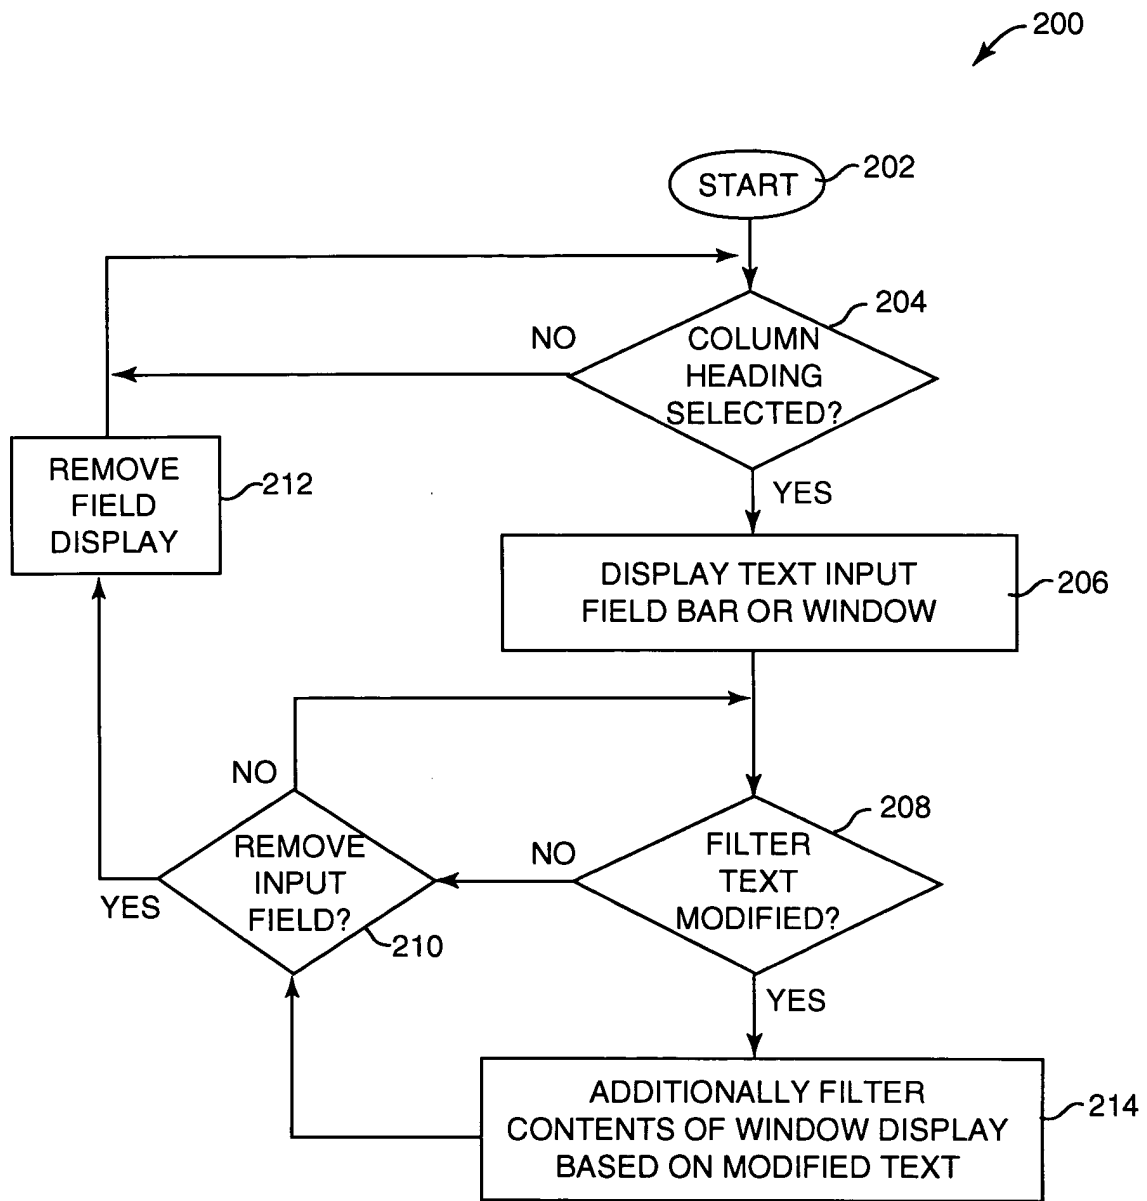 200
START
202
204
NO
COLUMN
HEADING
SELECTED?
REMOVE
FIELD
DISPLAY
212
YES
DISPLAY TEXT INPUT
FIELD BAR OR WINDOW
206
NO
208
REMOVE
INPUT
FIELD?
NO
FILTER
TEXT
MODIFIED?
YES
210
YES
ADDITIONALLY FILTER
CONTENTS OF WINDOW DISPLAY
BASED ON MODIFIED TEXT
214